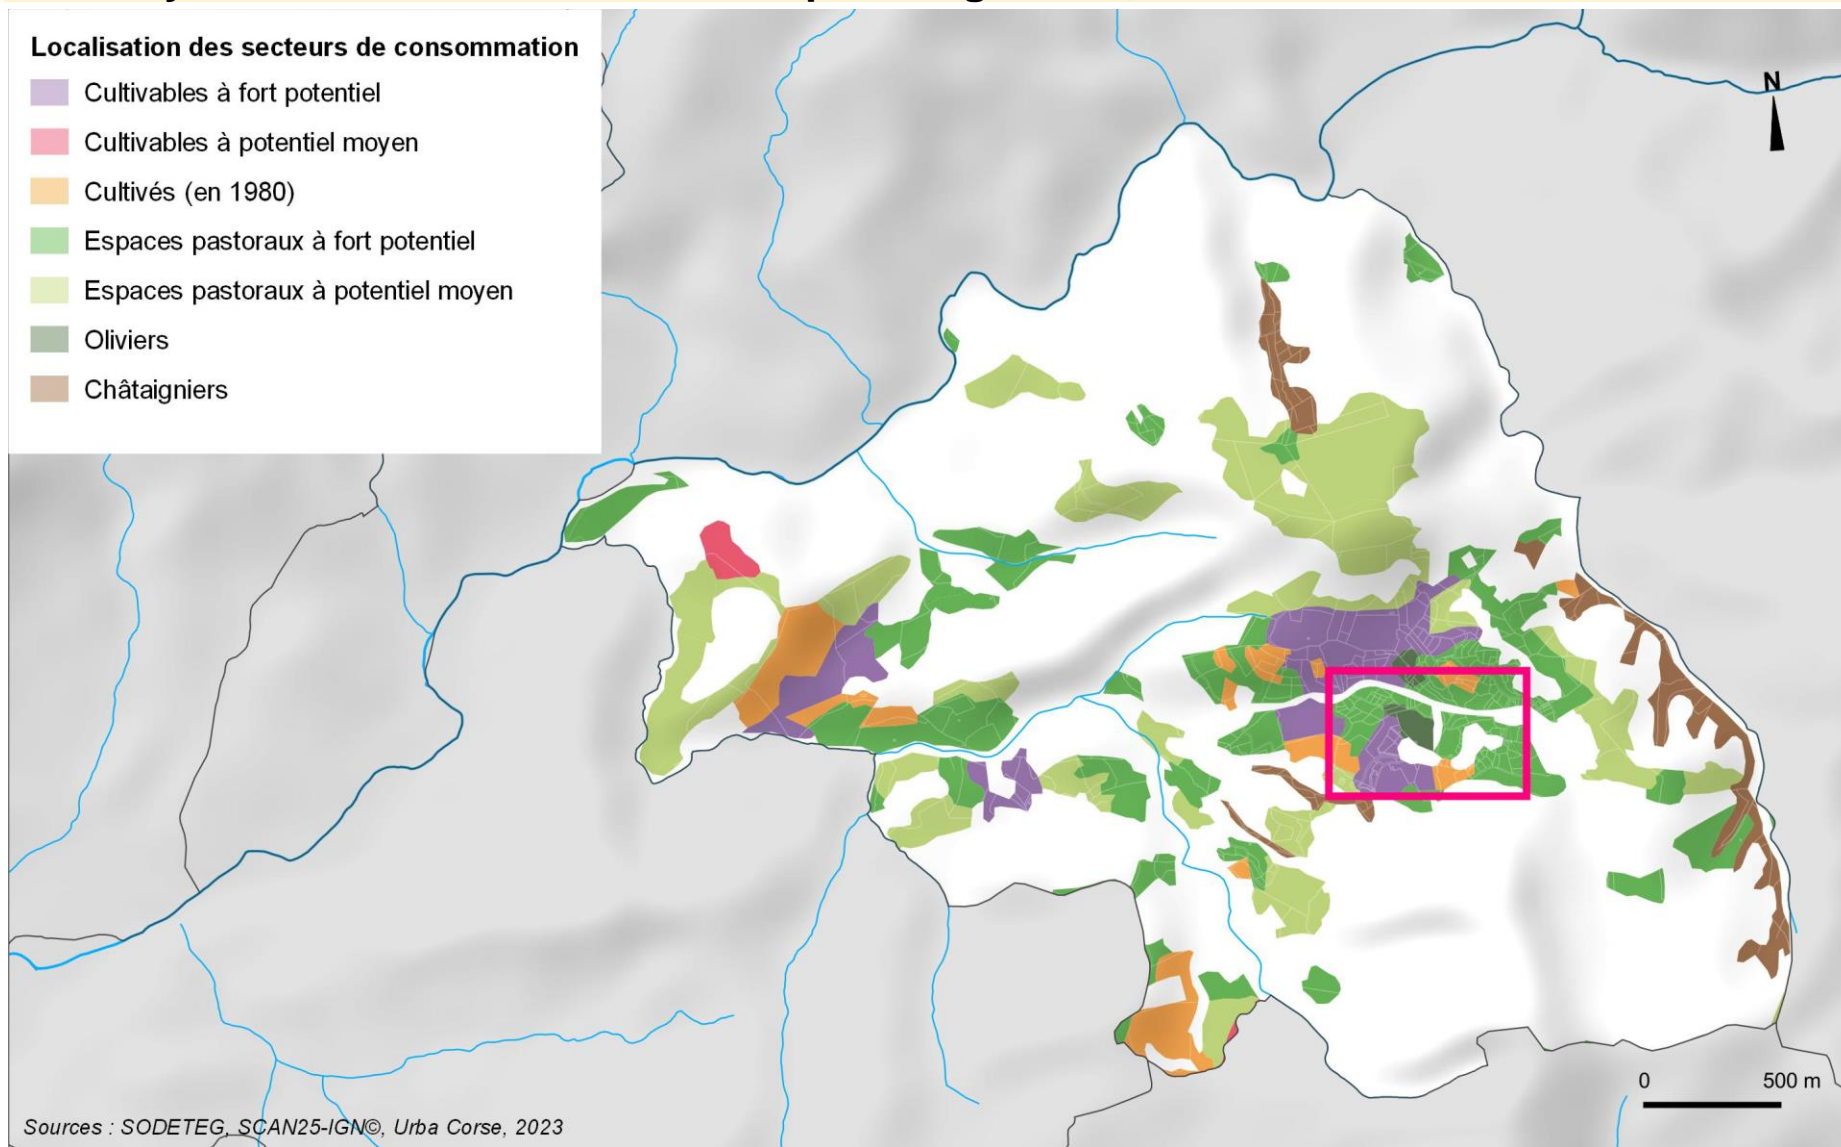 Localisation des secteurs de consommation
Cultivables à fort potentiel
Cultivables à potentiel moyen
Cultivés (en 1980)
Espaces pastoraux à fort potentiel
Espaces pastoraux à potentiel moyen
Oliviers
Châtaigniers
N
0 500 m
Sources : SODETEG, SCAN25-IGN©, Urba Corse, 2023